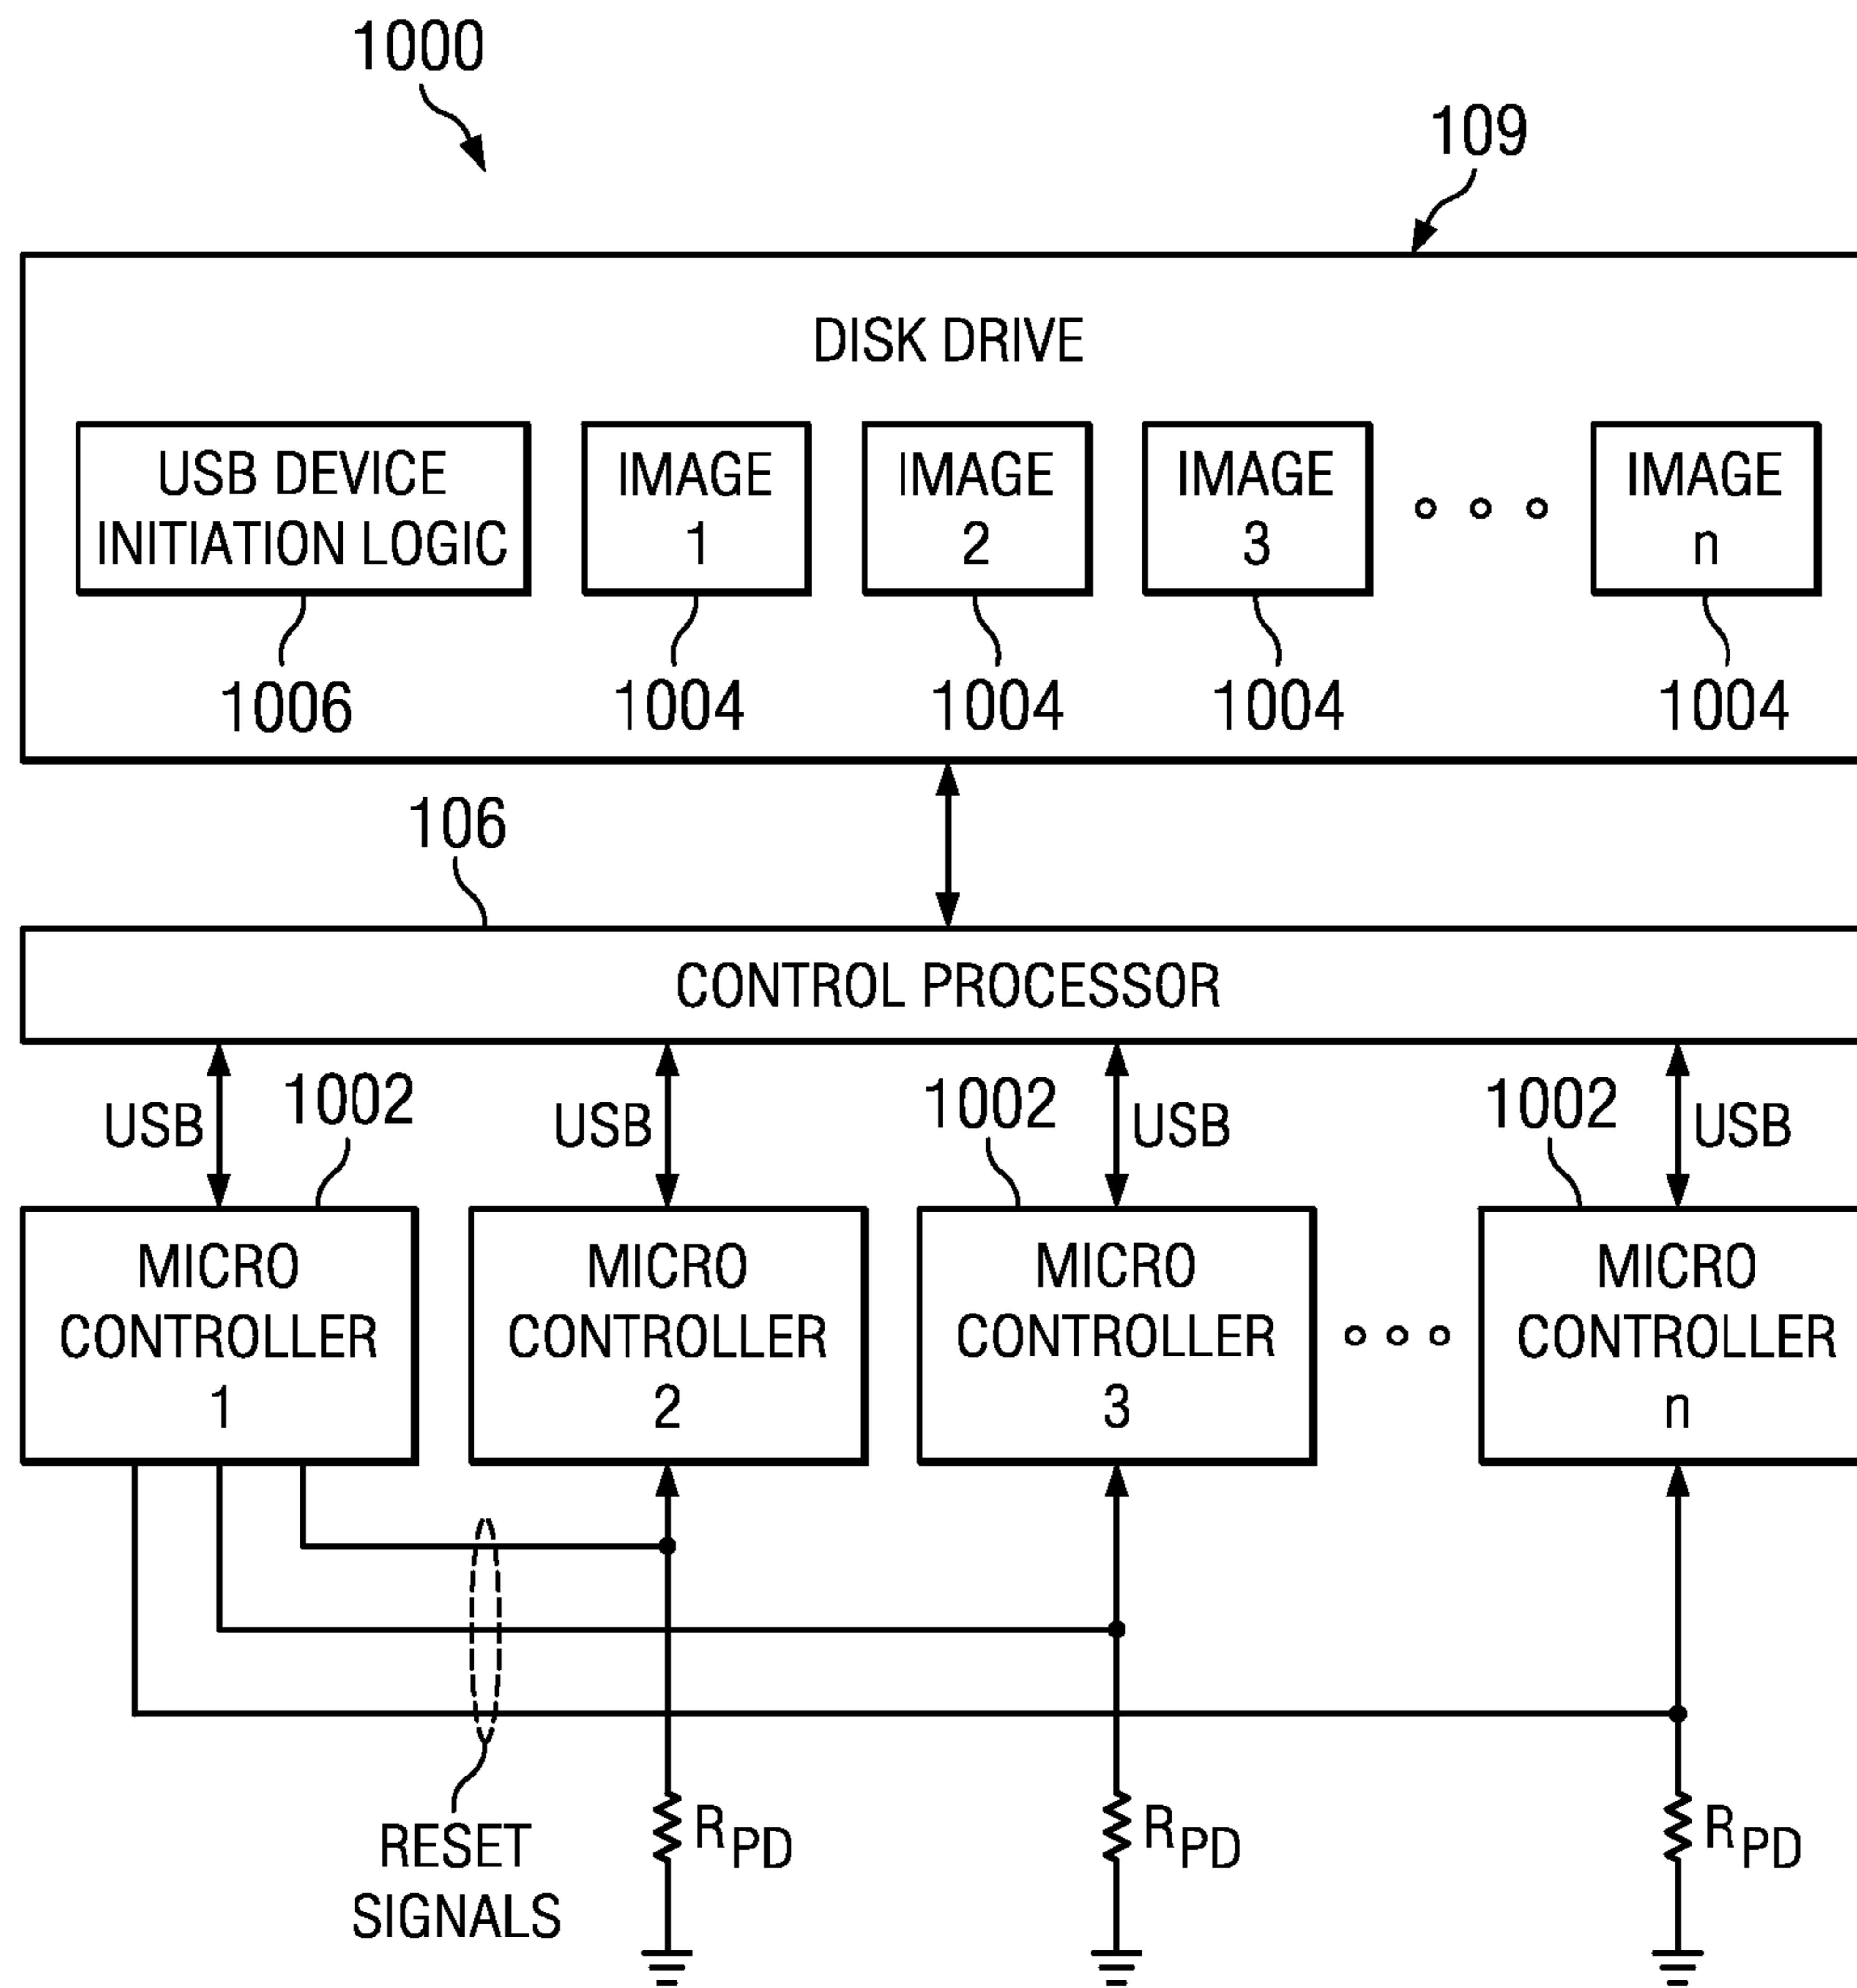 1000
109
DISK DRIVE
USB DEVICE
INITIATION LOGIC
IMAGE
1
IMAGE
2
IMAGE
3
IMAGE
n
1006
1004
1004
1004
1004
106
CONTROL PROCESSOR
USB
1002
USB
1002
USB
1002
USB
MICRO
CONTROLLER
1
MICRO
CONTROLLER
2
MICRO
CONTROLLER
3
MICRO
CONTROLLER
n
RESET
SIGNALS
RPD
RPD
RPD